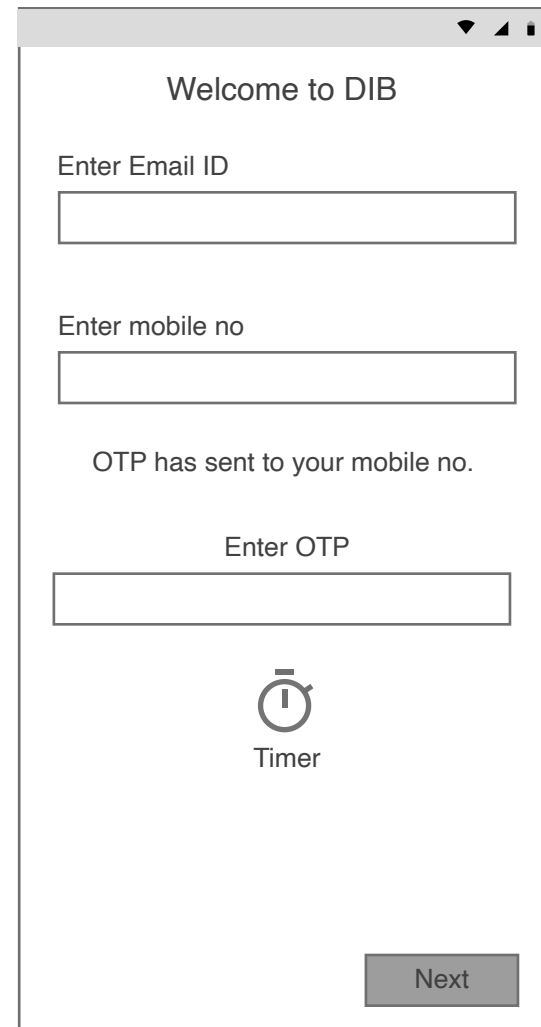 Welcome to DIB
Enter Email ID
Enter mobile no
OTP has sent to your mobile no.
Enter OTP
Timer
Next